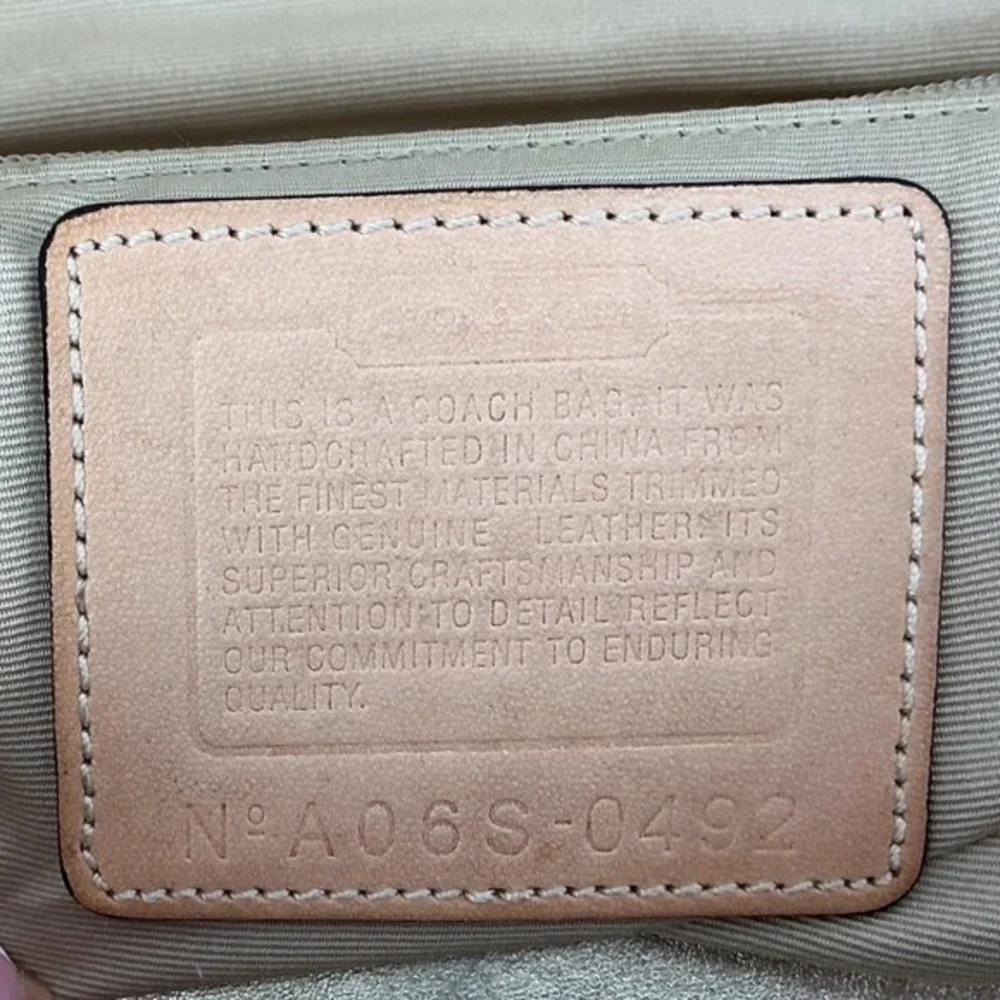 THIS IS A COACH BAG. IT WAS
HANDCRAFTED IN CHINA FROM
THE FINEST MATERIALS TRIMMED
WITH GENUINE LEATHER. ITS
SUPERIOR CRAFTSMANSHIP AND
ATTENTION TO DETAIL REFLECT
OUR COMMITMENT TO ENDURING
QUALITY.
Nº A06S-0492